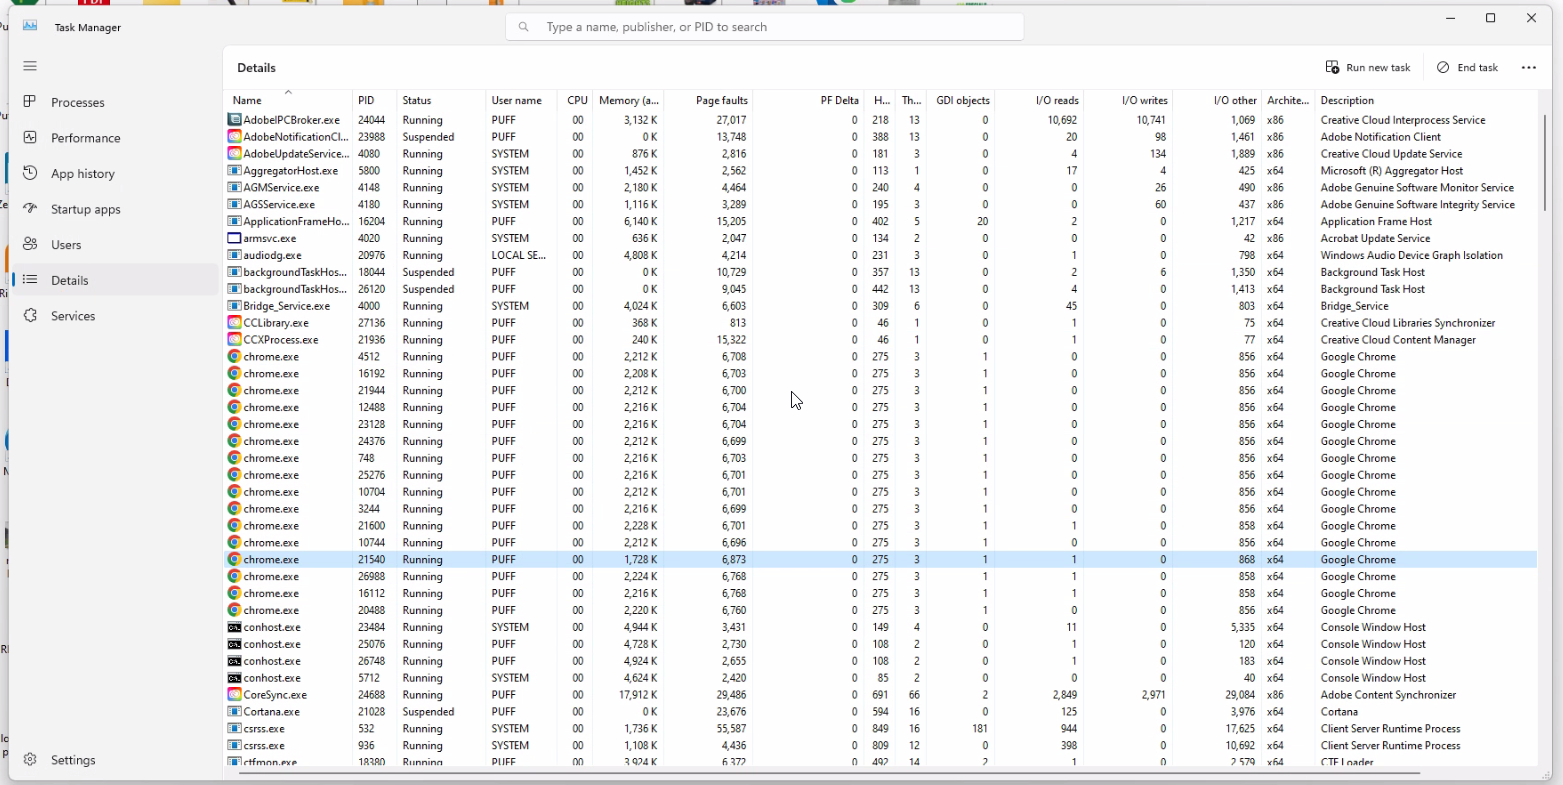 PDF
Task Manager
Type a name, publisher, or PID to search
Details
Run new task
End task
Processes
Performance
App history
Startup apps
Users
Details
Services
Settings
Name PID Status User name CPU Memory (a... Page faults PF Delta H... Th... GDI objects I/O reads I/O writes I/O other Archite... Description
AdobeIPCBroker.exe 24044 Running PUFF 00 3,132 K 27,017 0 218 13 0 10,692 10,741 1,069 x86 Creative Cloud Interprocess Service
AdobeNotificationCl... 23988 Suspended PUFF 00 0 K 13,748 0 388 13 0 20 98 1,461 x86 Adobe Notification Client
AdobeUpdateService... 4080 Running SYSTEM 00 876 K 2,816 0 181 3 0 4 134 1,889 x86 Creative Cloud Update Service
AggregatorHost.exe 5800 Running SYSTEM 00 1,452 K 2,562 0 113 1 0 17 4 425 x64 Microsoft (R) Aggregator Host
AGMService.exe 4148 Running SYSTEM 00 2,180 K 4,464 0 240 4 0 0 26 490 x86 Adobe Genuine Software Monitor Service
AGSService.exe 4180 Running SYSTEM 00 1,116 K 3,289 0 195 3 0 0 60 437 x86 Adobe Genuine Software Integrity Service
ApplicationFrameHo... 16204 Running PUFF 00 6,140 K 15,205 0 402 5 20 2 0 1,217 x64 Application Frame Host
armsvc.exe 4020 Running SYSTEM 00 636 K 2,047 0 134 2 0 0 0 42 x86 Acrobat Update Service
audiodg.exe 20976 Running LOCAL SE... 00 4,808 K 4,214 0 231 3 0 1 0 798 x64 Windows Audio Device Graph Isolation
backgroundTaskHos... 18044 Suspended PUFF 00 0 K 10,729 0 357 13 0 2 6 1,350 x64 Background Task Host
backgroundTaskHos... 26120 Suspended PUFF 00 0 K 9,045 0 442 13 0 4 0 1,413 x64 Background Task Host
Bridge_Service.exe 4000 Running SYSTEM 00 4,024 K 6,603 0 309 6 0 45 0 803 x64 Bridge_Service
CCLibrary.exe 27136 Running PUFF 00 368 K 813 0 46 1 0 1 0 75 x64 Creative Cloud Libraries Synchronizer
CCXProcess.exe 21936 Running PUFF 00 240 K 15,322 0 46 1 0 1 0 77 x64 Creative Cloud Content Manager
chrome.exe 4512 Running PUFF 00 2,212 K 6,708 0 275 3 1 0 0 856 x64 Google Chrome
chrome.exe 16192 Running PUFF 00 2,208 K 6,703 0 275 3 1 0 0 856 x64 Google Chrome
chrome.exe 21944 Running PUFF 00 2,212 K 6,700 0 275 3 1 0 0 856 x64 Google Chrome
chrome.exe 12488 Running PUFF 00 2,216 K 6,704 0 275 3 1 0 0 856 x64 Google Chrome
chrome.exe 23128 Running PUFF 00 2,216 K 6,704 0 275 3 1 0 0 856 x64 Google Chrome
chrome.exe 24376 Running PUFF 00 2,212 K 6,699 0 275 3 1 0 0 856 x64 Google Chrome
chrome.exe 748 Running PUFF 00 2,216 K 6,703 0 275 3 1 0 0 856 x64 Google Chrome
chrome.exe 25276 Running PUFF 00 2,216 K 6,701 0 275 3 1 0 0 856 x64 Google Chrome
chrome.exe 10704 Running PUFF 00 2,212 K 6,701 0 275 3 1 0 0 856 x64 Google Chrome
chrome.exe 3244 Running PUFF 00 2,216 K 6,699 0 275 3 1 0 0 856 x64 Google Chrome
chrome.exe 21600 Running PUFF 00 2,228 K 6,701 0 275 3 1 1 0 858 x64 Google Chrome
chrome.exe 10744 Running PUFF 00 2,212 K 6,696 0 275 3 1 0 0 856 x64 Google Chrome
chrome.exe 21540 Running PUFF 00 1,728 K 6,873 0 275 3 1 1 0 868 x64 Google Chrome
chrome.exe 26988 Running PUFF 00 2,224 K 6,768 0 275 3 1 1 0 858 x64 Google Chrome
chrome.exe 16112 Running PUFF 00 2,216 K 6,768 0 275 3 1 1 0 858 x64 Google Chrome
chrome.exe 20488 Running PUFF 00 2,220 K 6,760 0 275 3 1 0 0 856 x64 Google Chrome
conhost.exe 23484 Running SYSTEM 00 4,944 K 3,431 0 149 4 0 11 0 5,335 x64 Console Window Host
conhost.exe 25076 Running PUFF 00 4,728 K 2,730 0 108 2 0 1 0 120 x64 Console Window Host
conhost.exe 26748 Running PUFF 00 4,924 K 2,655 0 108 2 0 1 0 183 x64 Console Window Host
conhost.exe 5712 Running SYSTEM 00 4,624 K 2,420 0 85 2 0 0 0 40 x64 Console Window Host
CoreSync.exe 24688 Running PUFF 00 17,912 K 29,486 0 691 66 2 2,849 2,971 29,084 x86 Adobe Content Synchronizer
Cortana.exe 21028 Suspended PUFF 00 0 K 23,676 0 594 16 0 125 0 3,976 x64 Cortana
csrss.exe 532 Running SYSTEM 00 1,736 K 55,587 0 849 16 181 944 0 17,625 x64 Client Server Runtime Process
csrss.exe 936 Running SYSTEM 00 1,108 K 4,436 0 809 12 0 398 0 10,692 x64 Client Server Runtime Process
ctfmon.exe 18380 Running PUFF 00 3,924 K 6,372 0 492 14 2 1 0 2,579 x64 CTF Loader